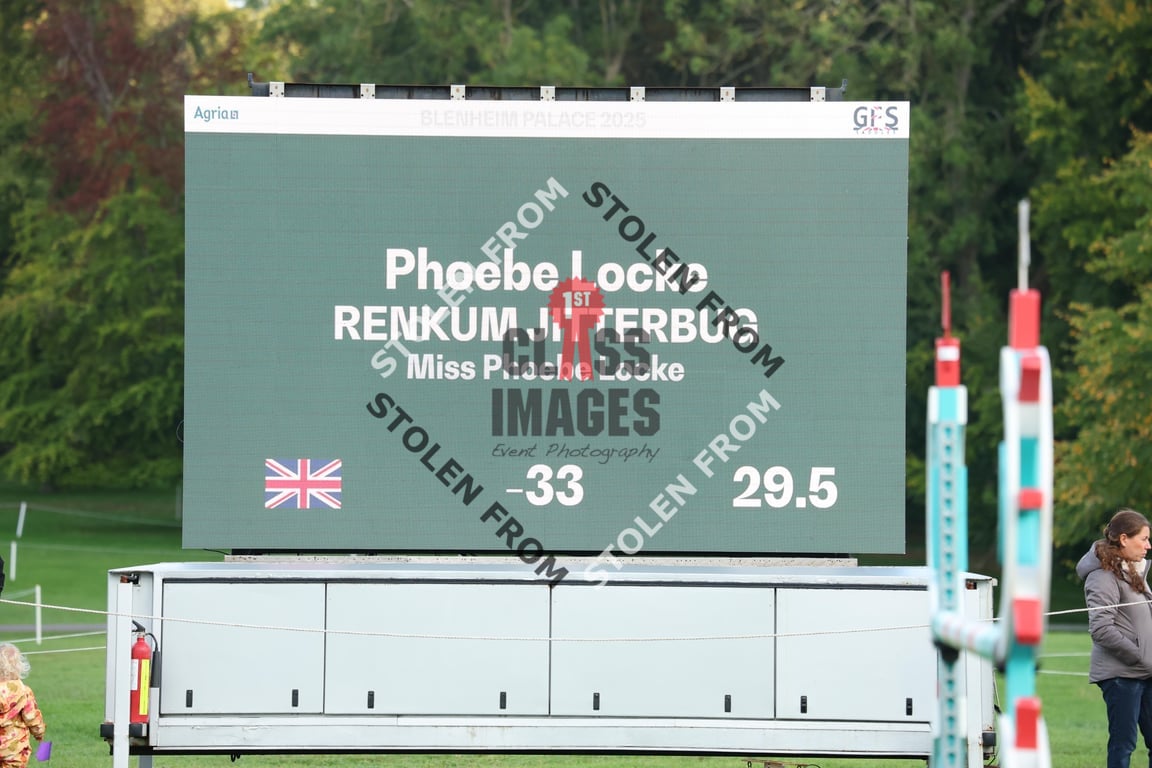 Agria
BLENHEIM PALACE 2025
GFS
Phoebe Locke
RENKUM JITTERBUG
Miss Phoebe Locke
-33
29.5
STOLEN FROM
STOLEN FROM
1ST
CLASS
IMAGES
Event Photography
STOLEN FROM
STOLEN FROM